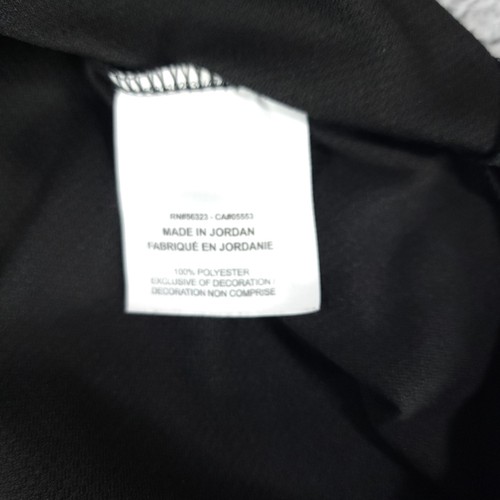 RN#56323 - CA#05553
MADE IN JORDAN
FABRIQUÉ EN JORDANIE
100% POLYESTER
EXCLUSIVE OF DECORATION -
DECORATION NON COMPRISE